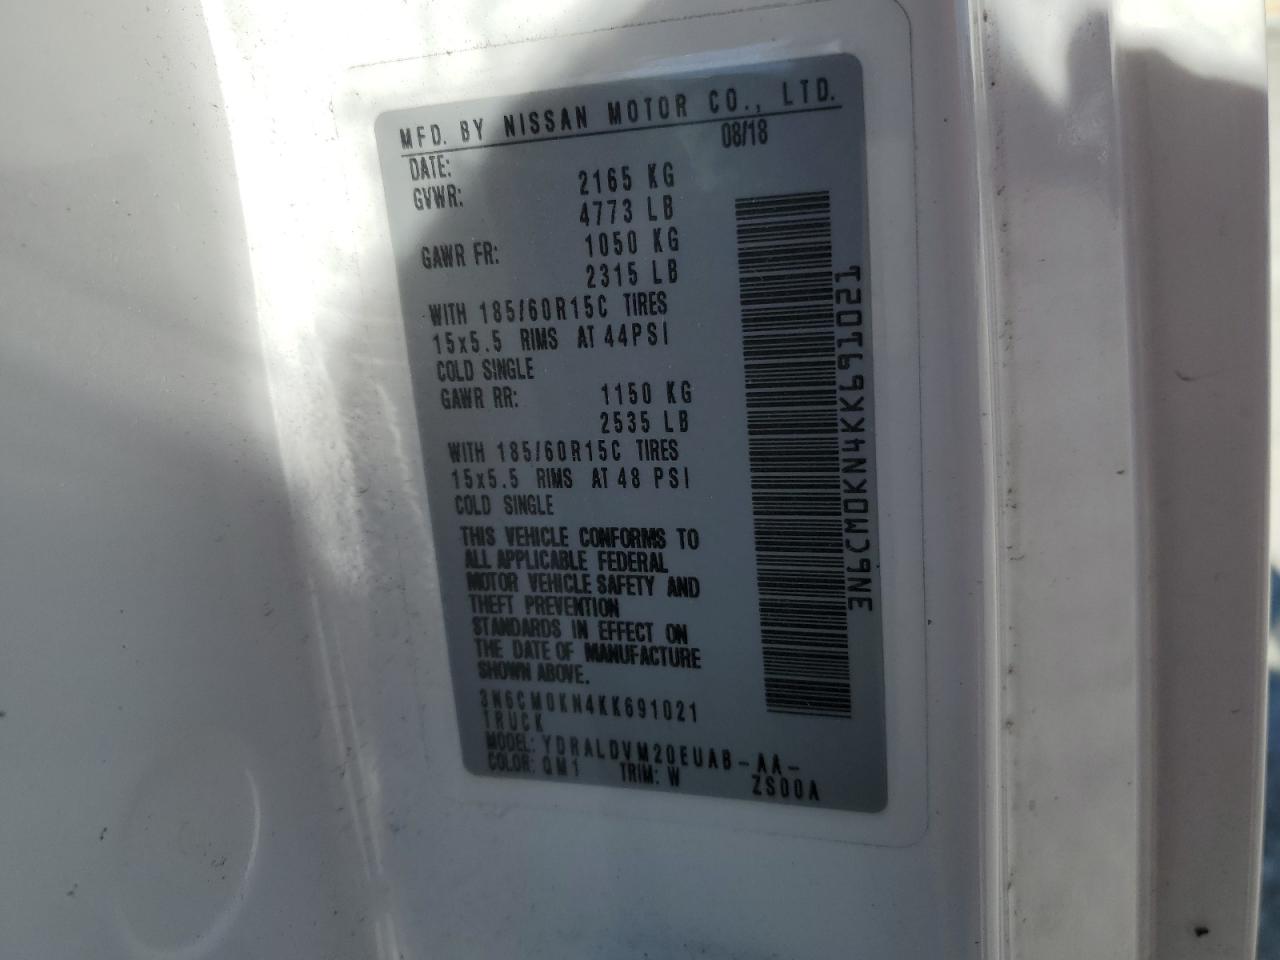 MFD. BY NISSAN MOTOR CO., LTD.
DATE: 08/18
GVWR: 2165 KG
4773 LB
GAWR FR: 1050 KG
2315 LB
WITH 185/60R15C TIRES
15x5.5 RIMS AT 44PSI
COLD SINGLE
GAWR RR: 1150 KG
2535 LB
WITH 185/60R15C TIRES
15x5.5 RIMS AT 48 PSI
COLD SINGLE
THIS VEHICLE CONFORMS TO
ALL APPLICABLE FEDERAL
MOTOR VEHICLE SAFETY AND
THEFT PREVENTION
STANDARDS IN EFFECT ON
THE DATE OF MANUFACTURE
SHOWN ABOVE.
3N6CM0KN4KK691021
TRUCK
MODEL: YDRALDVM20EUAB-AA-
COLOR: QM1 TRIM: W ZS00A
3N6CM0KN4KK691021